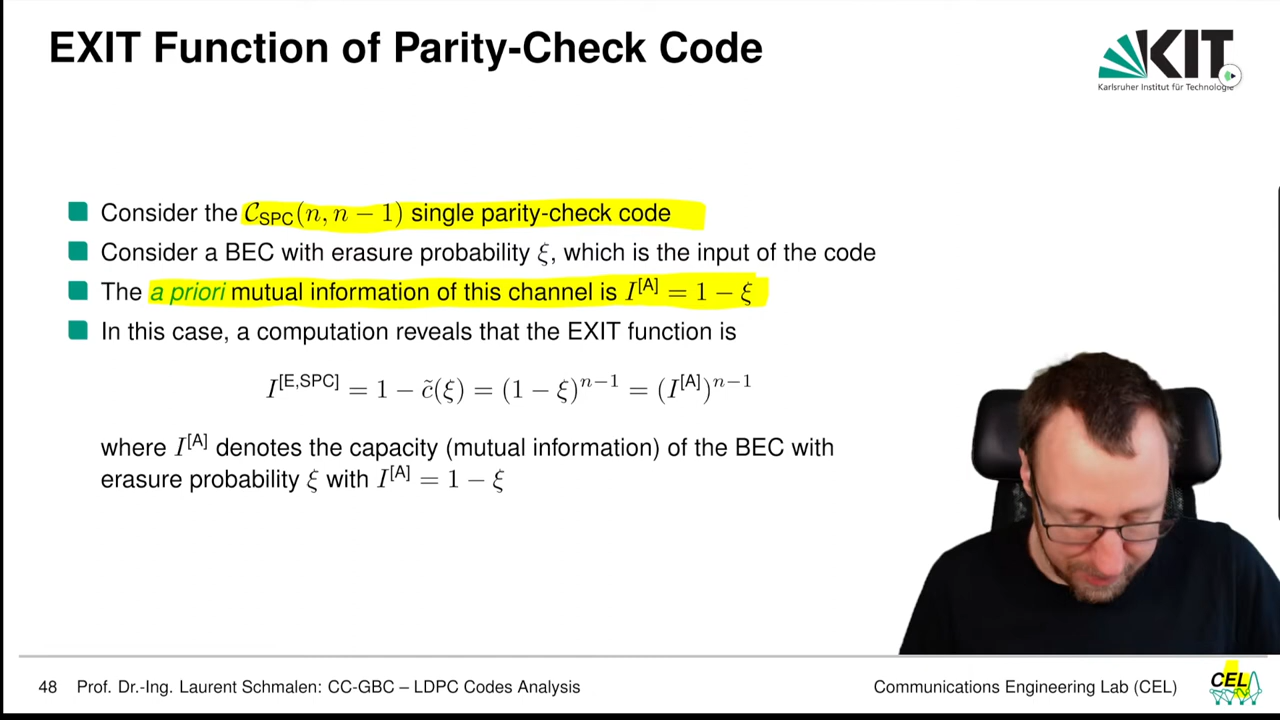 EXIT Function of Parity-Check Code
KIT
Karlsruher Institut für Technologie
Consider the 𝒞_SPC(n, n − 1) single parity-check code
Consider a BEC with erasure probability ξ, which is the input of the code
The a priori mutual information of this channel is I^[A] = 1 − ξ
In this case, a computation reveals that the EXIT function is
I^[E,SPC] = 1 − c̃(ξ) = (1 − ξ)^{n−1} = (I^[A])^{n−1}
where I^[A] denotes the capacity (mutual information) of the BEC with
erasure probability ξ with I^[A] = 1 − ξ
48 Prof. Dr.-Ing. Laurent Schmalen: CC-GBC – LDPC Codes Analysis
Communications Engineering Lab (CEL)
CEL